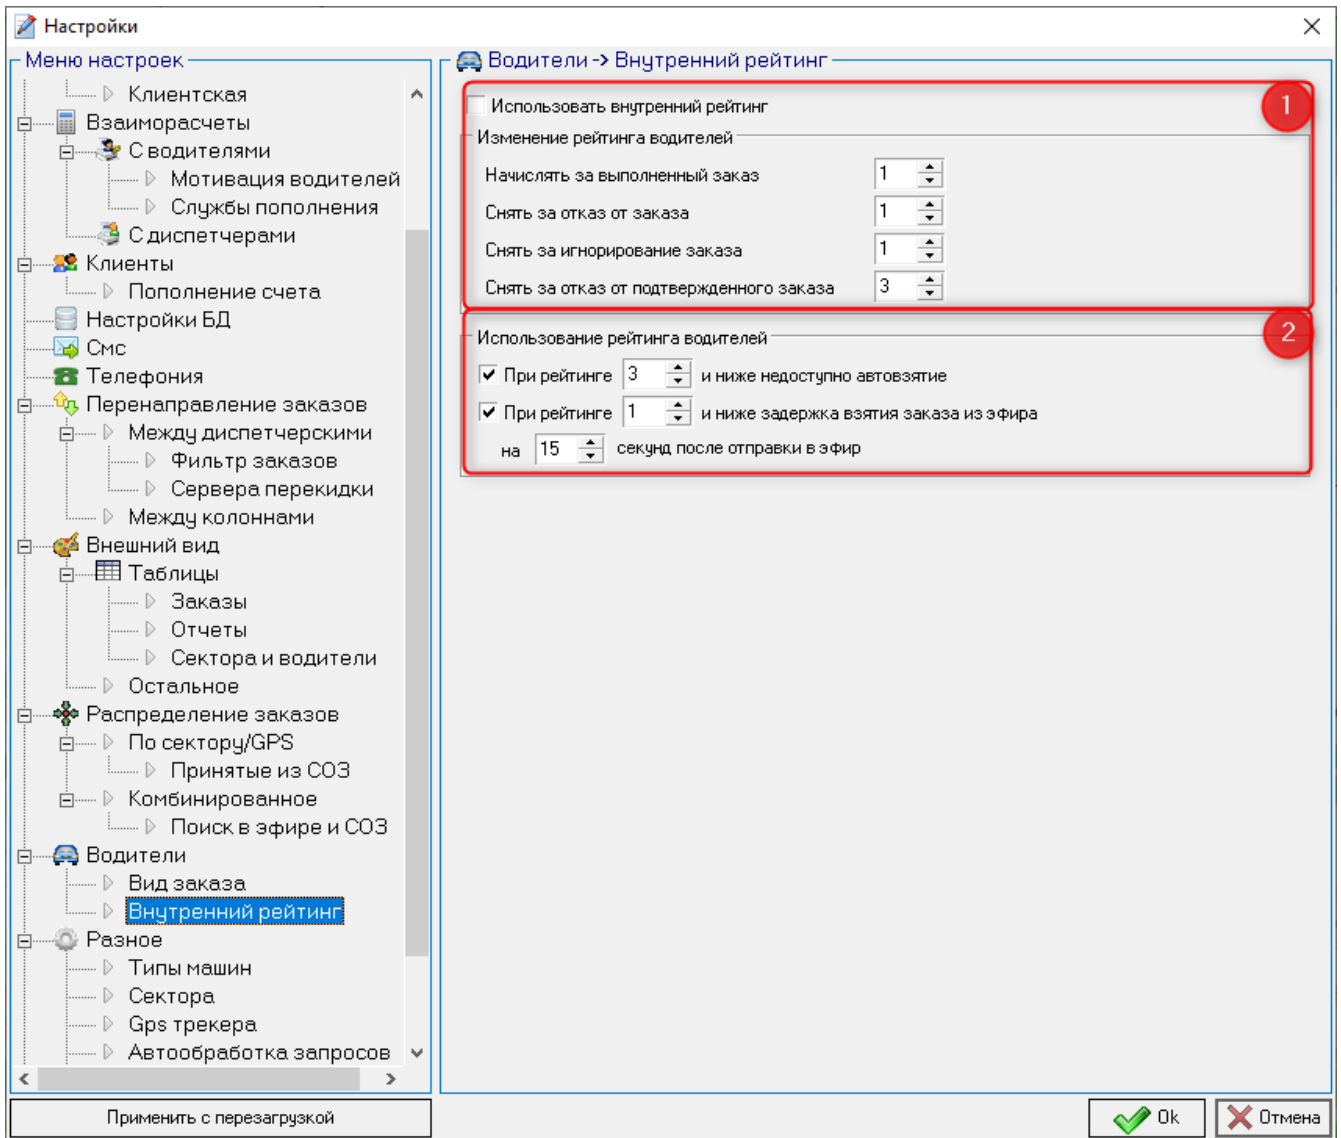 Настройки
Меню настроек
Клиентская
Взаиморасчеты
С водителями
Мотивация водителей
Службы пополнения
С диспетчерами
Клиенты
Пополнение счета
Настройки БД
Смс
Телефония
Перенаправление заказов
Между диспетчерскими
Фильтр заказов
Сервера перекидки
Между колоннами
Внешний вид
Таблицы
Заказы
Отчеты
Сектора и водители
Остальное
Распределение заказов
По сектору/GPS
Принятые из СОЗ
Комбинированное
Поиск в эфире и СОЗ
Водители
Вид заказа
Внутренний рейтинг
Разное
Типы машин
Сектора
Gps трекера
Автообработка запросов
Применить с перезагрузкой
Водители -> Внутренний рейтинг
Использовать внутренний рейтинг
1
Изменение рейтинга водителей
Начислять за выполненный заказ 1
Снять за отказ от заказа 1
Снять за игнорирование заказа 1
Снять за отказ от подтвержденного заказа 3
2
Использование рейтинга водителей
При рейтинге 3 и ниже недоступно автовзятие
При рейтинге 1 и ниже задержка взятия заказа из эфира
на 15 секунд после отправки в эфир
Ok
Отмена